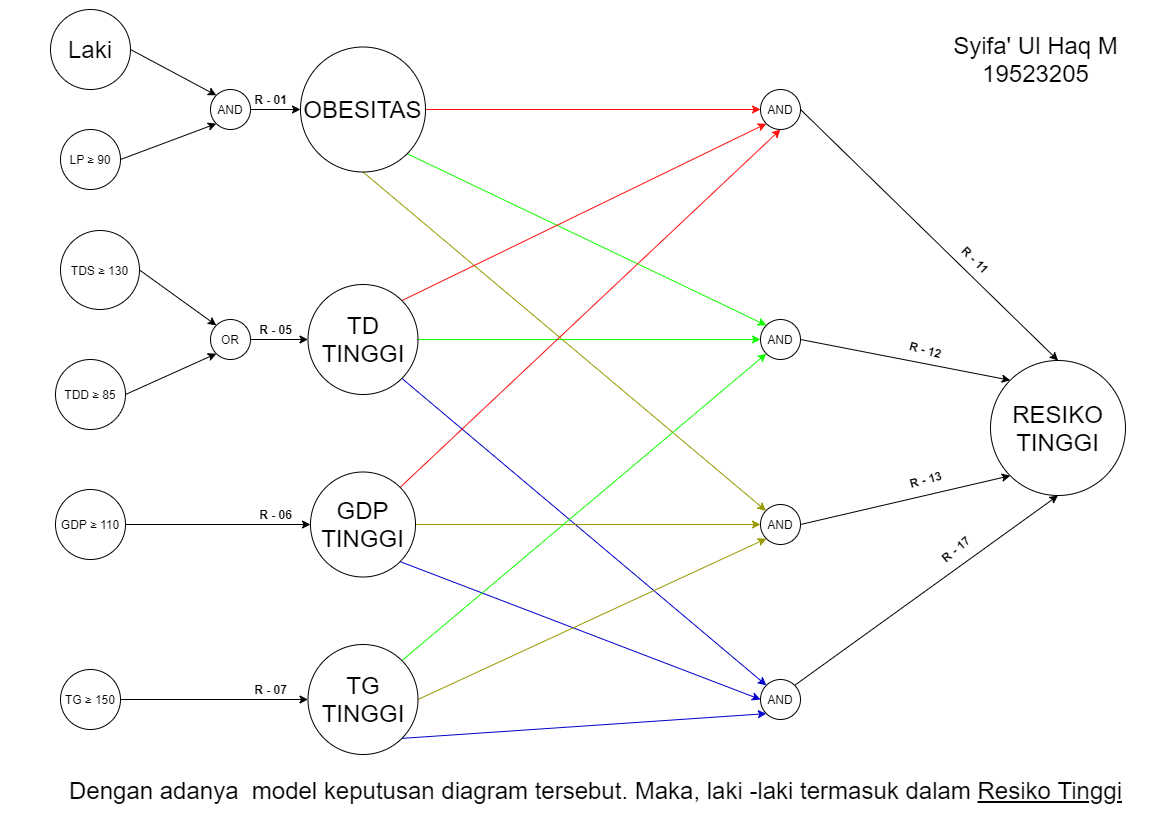 Syifa' Ul Haq M
19523205
Laki
LP ≥ 90
AND
R - 01
OBESITAS
AND
R - 11
TDS ≥ 130
TDD ≥ 85
OR
R - 05
TD
TINGGI
AND
R - 12
RESIKO
TINGGI
GDP ≥ 110
R - 06
GDP
TINGGI
AND
R - 13
TG ≥ 150
R - 07
TG
TINGGI
AND
R - 17
Dengan adanya  model keputusan diagram tersebut. Maka, laki -laki termasuk dalam Resiko Tinggi